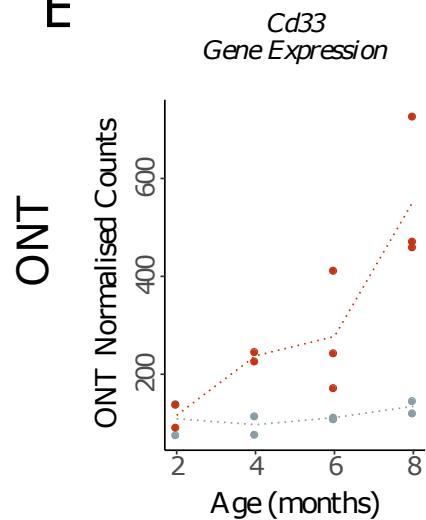 E
Cd33
Gene Expression
ONT
ONT Normalised Counts
600
400
200
2 4 6 8
Age (months)